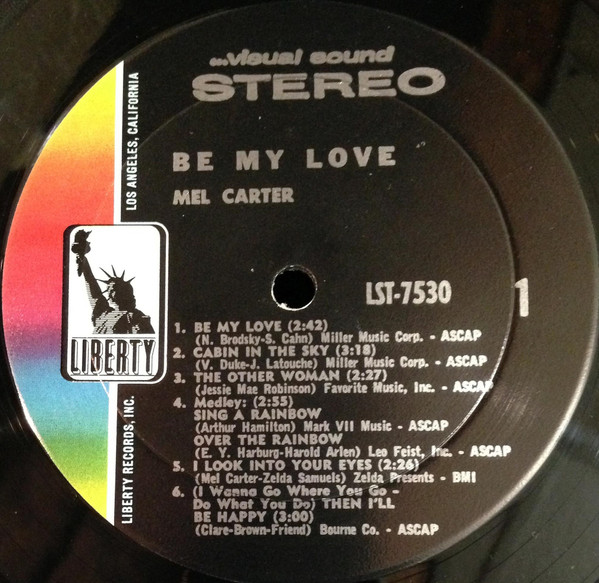 ...visual sound
STEREO
BE MY LOVE
MEL CARTER
LOS ANGELES, CALIFORNIA
LIBERTY
LIBERTY RECORDS, INC.
LST-7530
1
1. BE MY LOVE (2:42)
(N. Brodsky-S. Cahn) Miller Music Corp. - ASCAP
2. CABIN IN THE SKY (3:18)
(V. Duke-J. Latouche) Miller Music Corp. - ASCAP
3. THE OTHER WOMAN (2:27)
(Jessie Mae Robinson) Favorite Music, Inc. - ASCAP
4. Medley: (2:55)
SING A RAINBOW
(Arthur Hamilton) Mark VII Music - ASCAP
OVER THE RAINBOW
(E. Y. Harburg-Harold Arlen) Leo Feist, Inc. - ASCAP
5. I LOOK INTO YOUR EYES (2:26)
(Mel Carter-Zelda Samuels) Zelda Presents - BMI
6. (I Wanna Go Where You Go -
Do What You Do) THEN I'LL
BE HAPPY (3:00)
(Clare-Brown-Friend) Bourne Co. - ASCAP